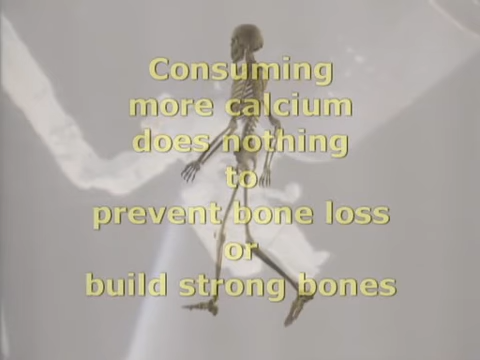 Consuming
more calcium
does nothing
to
prevent bone loss
or
build strong bones